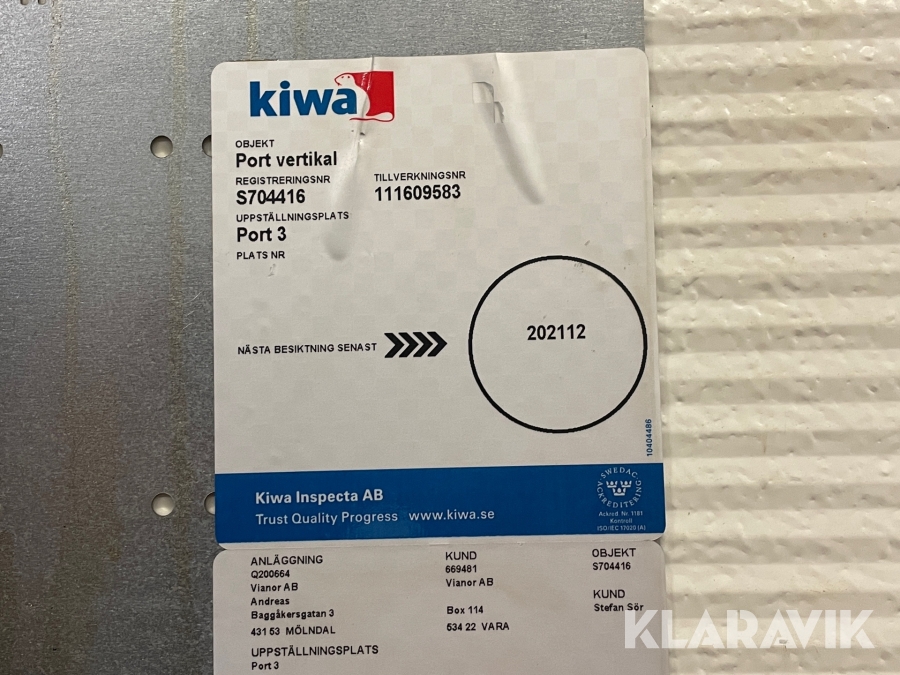 kiwa
OBJEKT
Port vertikal
REGISTRERINGSNR TILLVERKNINGSNR
S704416 111609583
UPPSTÄLLNINGSPLATS
Port 3
PLATS NR
NÄSTA BESIKTNING SENAST
202112
10404486
Kiwa Inspecta AB
Trust Quality Progress www.kiwa.se
SWEDAC ACKREDITERING
Ackred. Nr. 1181
Kontroll
ISO/IEC 17020 (A)
ANLÄGGNING
Q200664
Vianor AB
Andreas
Baggåkersgatan 3
431 53 MÖLNDAL
UPPSTÄLLNINGSPLATS
Port 3
KUND
669481
Vianor AB
Box 114
534 22 VARA
OBJEKT
S704416
KUND
Stefan Sör
KLARAVIK